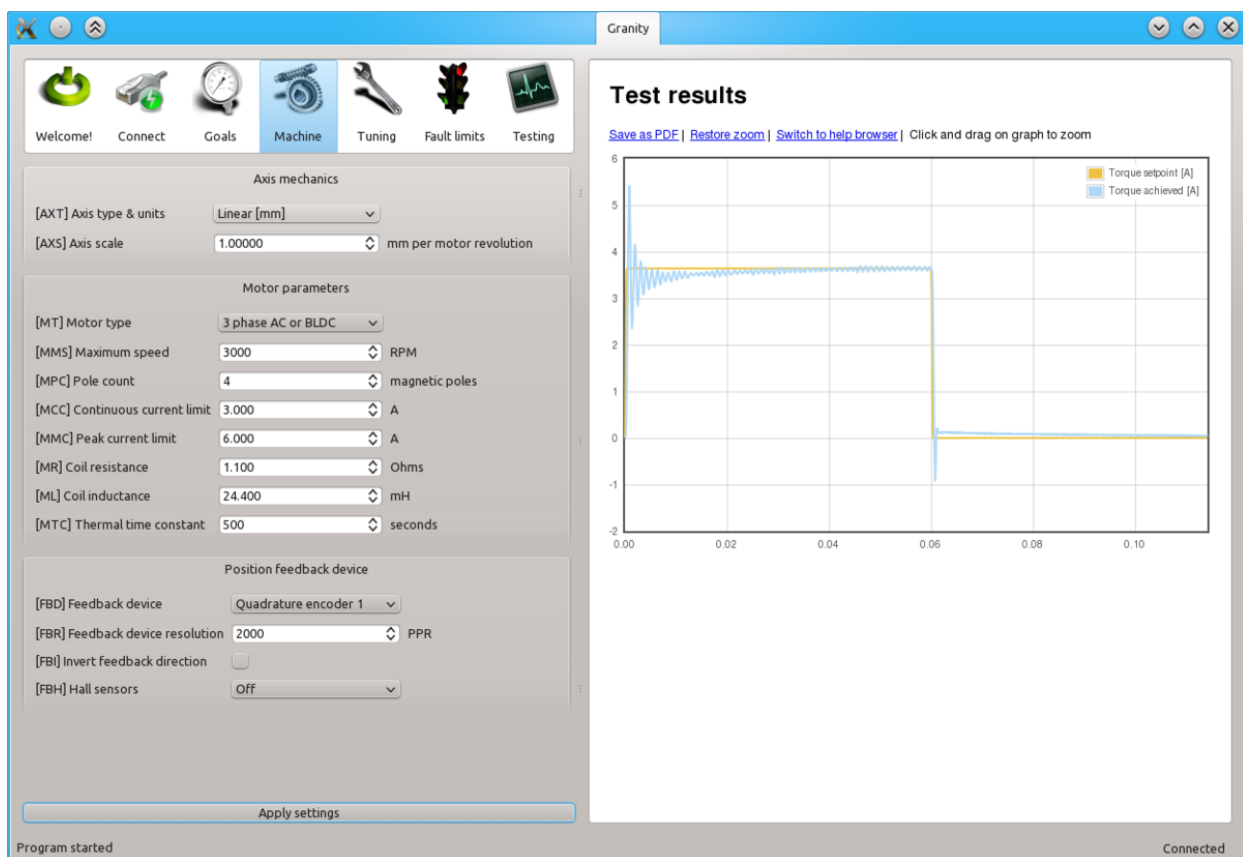 Granity
Welcome! Connect Goals Machine Tuning Fault limits Testing
Axis mechanics
[AXT] Axis type & units Linear [mm]
[AXS] Axis scale 1.00000 mm per motor revolution
Motor parameters
[MT] Motor type 3 phase AC or BLDC
[MMS] Maximum speed 3000 RPM
[MPC] Pole count 4 magnetic poles
[MCC] Continuous current limit 3.000 A
[MMC] Peak current limit 6.000 A
[MR] Coil resistance 1.100 Ohms
[ML] Coil inductance 24.400 mH
[MTC] Thermal time constant 500 seconds
Position feedback device
[FBD] Feedback device Quadrature encoder 1
[FBR] Feedback device resolution 2000 PPR
[FBI] Invert feedback direction
[FBH] Hall sensors Off
Apply settings
Test results
Save as PDF | Restore zoom | Switch to help browser | Click and drag on graph to zoom
Torque setpoint [A]
Torque achieved [A]
6
5
4
3
2
1
0
-1
-2
0.00 0.02 0.04 0.06 0.08 0.10
Program started Connected